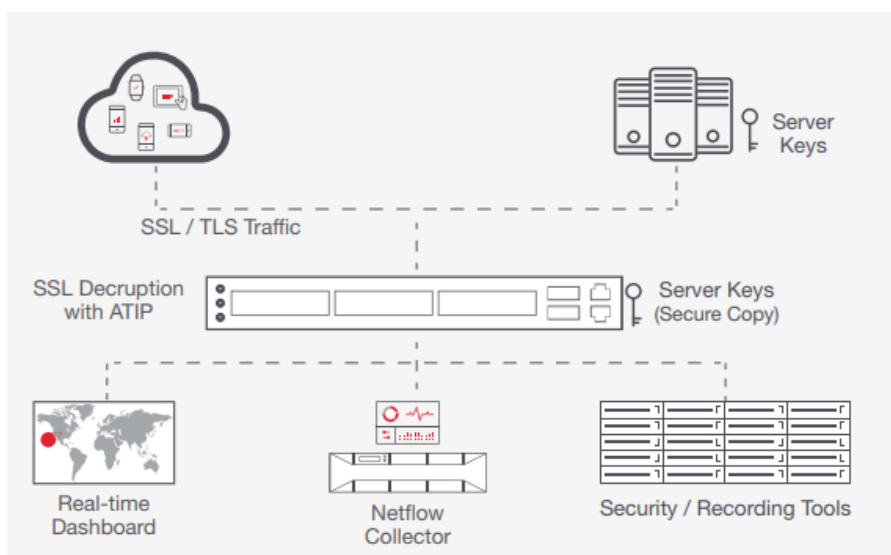 Server
Keys
SSL / TLS Traffic
SSL Decruption
with ATIP
Server Keys
(Secure Copy)
Real-time
Dashboard
Netflow
Collector
Security / Recording Tools